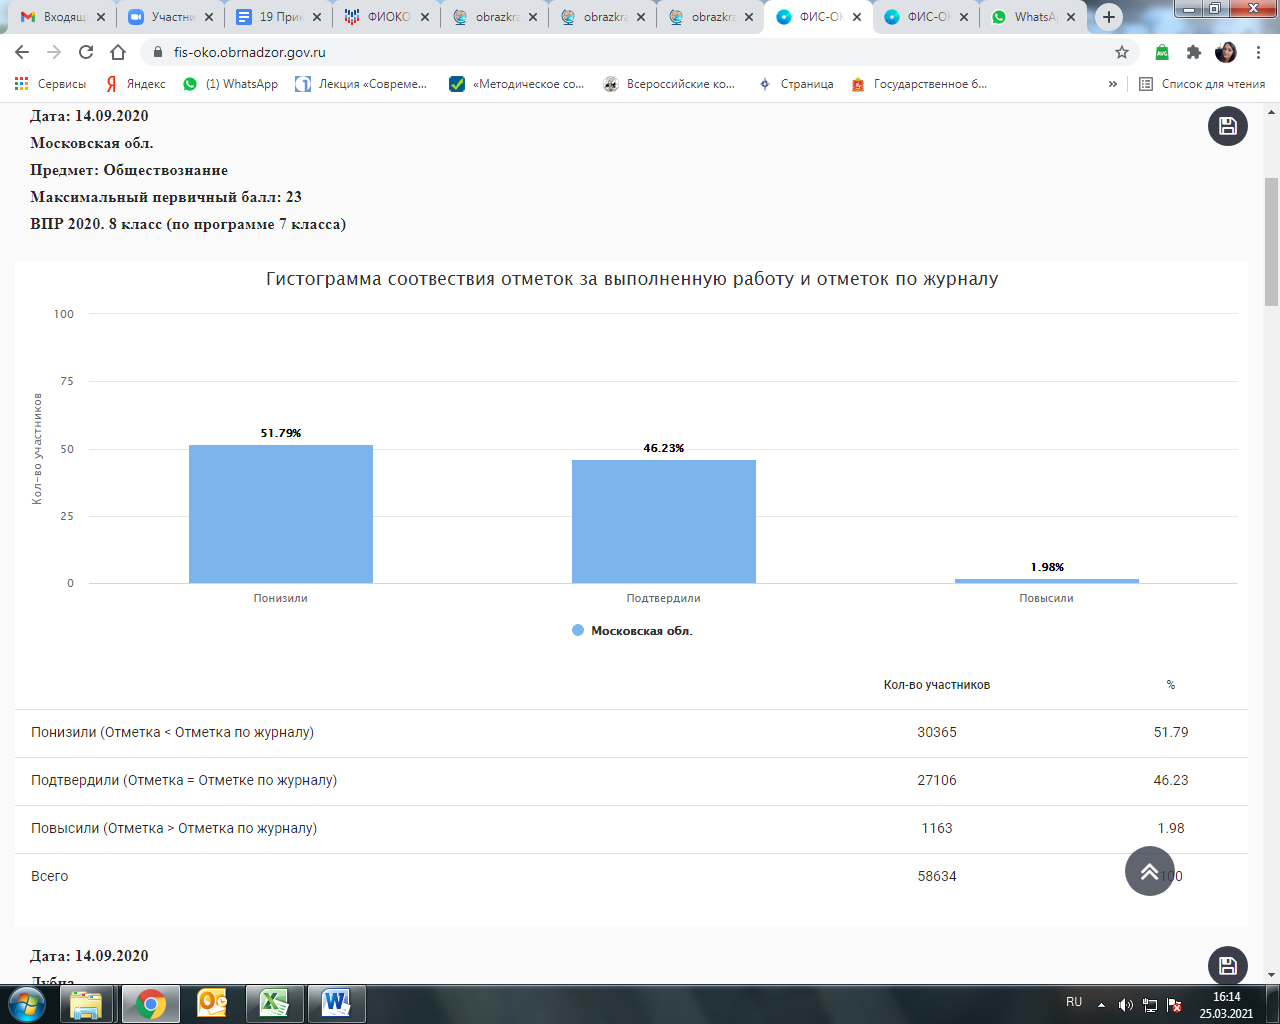 Входящ
Участни
19 При
ФИОКО
obrazkra
obrazkra
obrazkra
ФИС-О
ФИС-О
WhatsA
fis-oko.obrnadzor.gov.ru
Сервисы
Яндекс
(1) WhatsApp
Лекция «Совреме...
«Методическое со...
Всероссийские ко...
Страница
Государственное б...
»
Список для чтения
Дата: 14.09.2020
Московская обл.
Предмет: Обществознание
Максимальный первичный балл: 23
ВПР 2020. 8 класс (по программе 7 класса)
Гистограмма соотвествия отметок за выполненную работу и отметок по журналу
100
75
50
25
0
Кол-во участников
51.79%
46.23%
1.98%
Понизили
Подтвердили
Повысили
Московская обл.
Кол-во участников %
Понизили (Отметка < Отметка по журналу) 30365 51.79
Подтвердили (Отметка = Отметке по журналу) 27106 46.23
Повысили (Отметка > Отметка по журналу) 1163 1.98
Всего 58634 100
Дата: 14.09.2020
Дубна
RU
16:14
25.03.2021